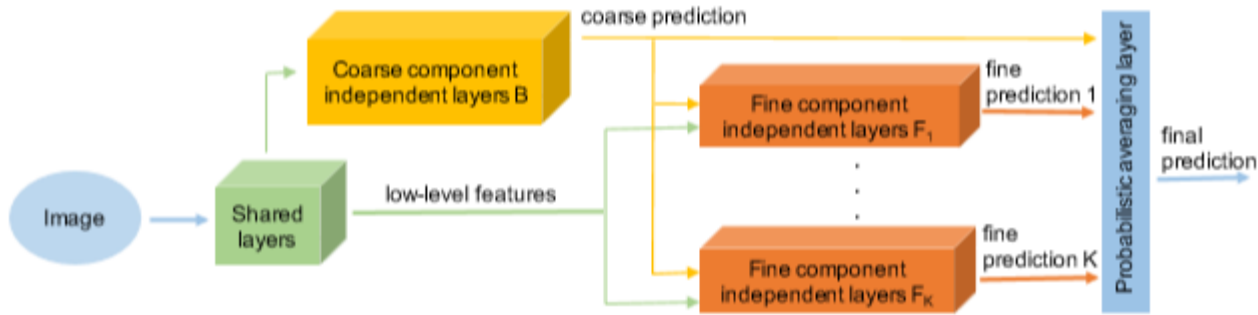 coarse prediction
Coarse component
independent layers B
fine
prediction 1
Fine component
independent layers F1
Probabilistic averaging layer
final
prediction
Image
Shared
layers
low-level features
.
.
.
fine
prediction K
Fine component
independent layers FK